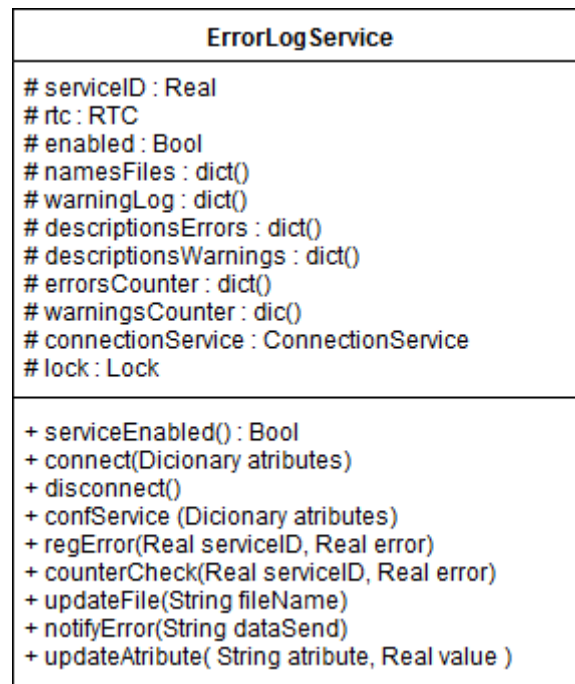 ErrorLogService
# serviceID : Real
# rtc : RTC
# enabled : Bool
# namesFiles : dict()
# warningLog : dict()
# descriptionsErrors : dict()
# descriptionsWarnings : dict()
# errorsCounter : dict()
# warningsCounter : dic()
# connectionService : ConnectionService
# lock : Lock
+ serviceEnabled() : Bool
+ connect(Dicionary atributes)
+ disconnect()
+ confService (Dicionary atributes)
+ regError(Real serviceID, Real error)
+ counterCheck(Real serviceID, Real error)
+ updateFile(String fileName)
+ notifyError(String dataSend)
+ updateAtribute( String atribute, Real value )